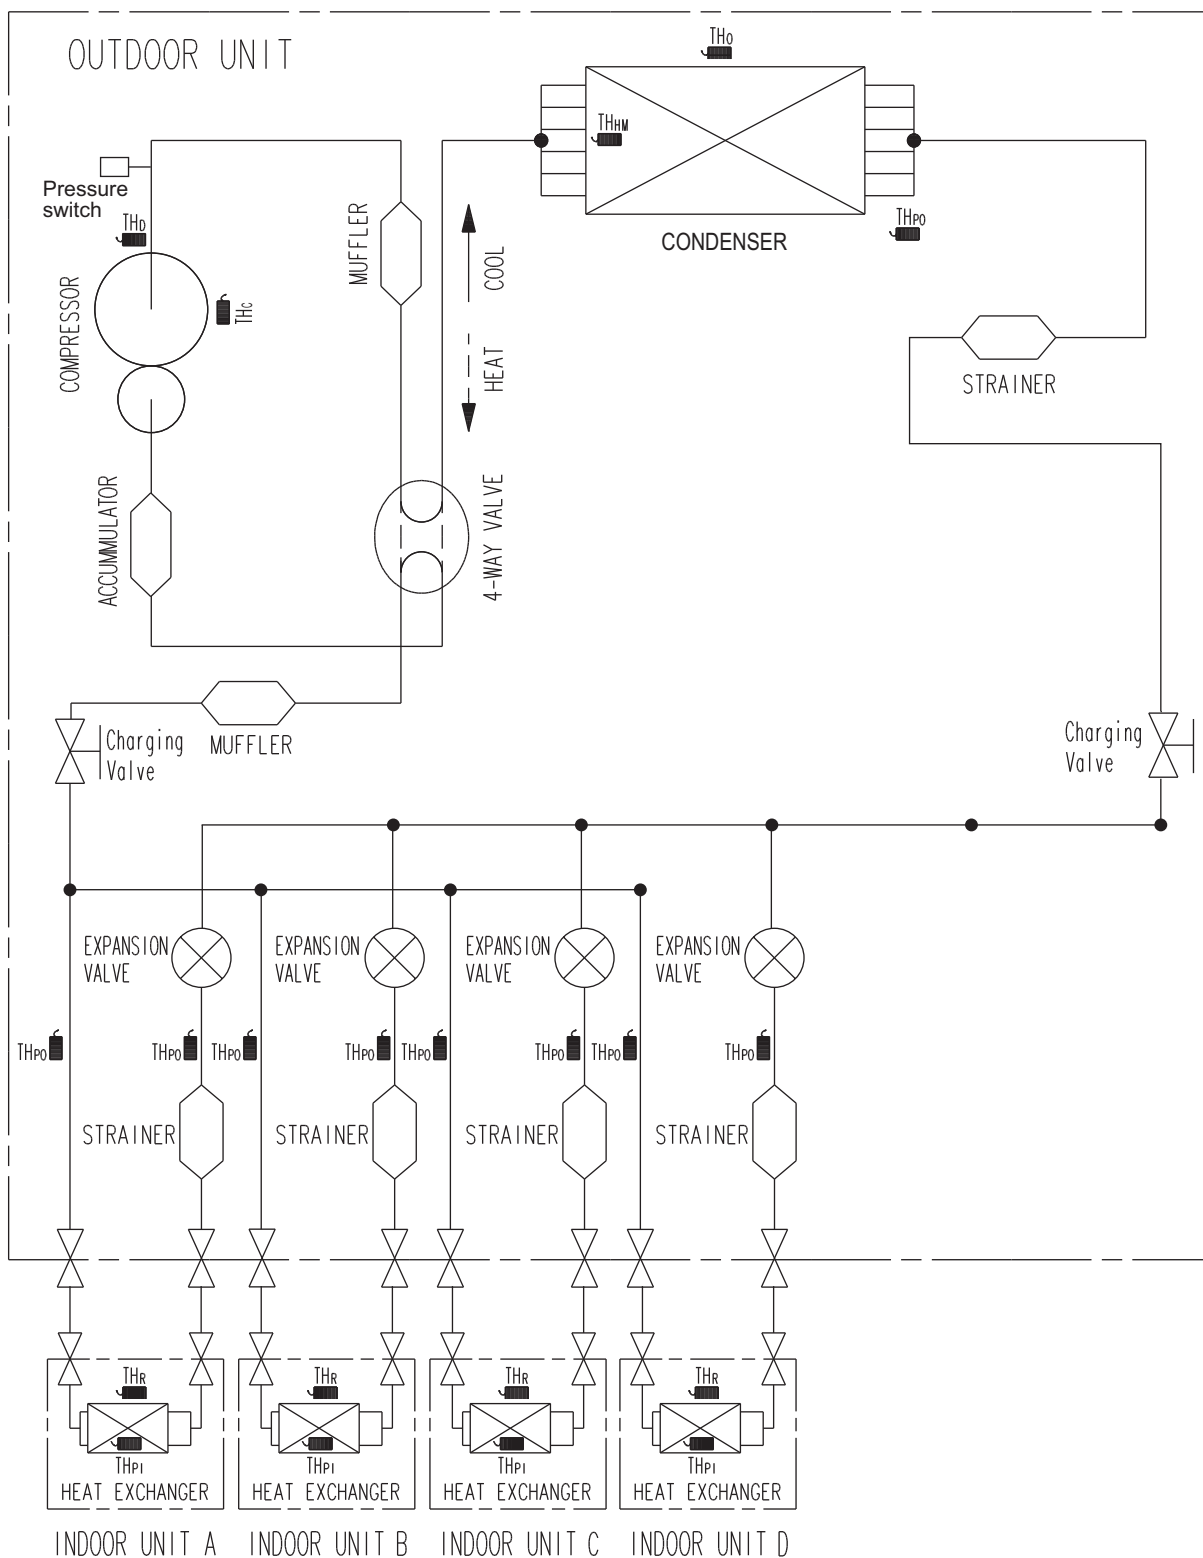 OUTDOOR UNIT
THO
THHM
Pressure
switch
THD
THPO
CONDENSER
MUFFLER
COOL
COMPRESSOR
THC
HEAT
STRAINER
ACCUMMULATOR
4-WAY VALVE
MUFFLER
Charging
Valve
Charging
Valve
EXPANSION
VALVE
EXPANSION
VALVE
EXPANSION
VALVE
EXPANSION
VALVE
THPO
THPO
THPO
THPO
THPO
THPO
THPO
THPO
STRAINER
STRAINER
STRAINER
STRAINER
THR
THR
THR
THR
THPI
THPI
THPI
THPI
HEAT EXCHANGER
HEAT EXCHANGER
HEAT EXCHANGER
HEAT EXCHANGER
INDOOR UNIT A
INDOOR UNIT B
INDOOR UNIT C
INDOOR UNIT D